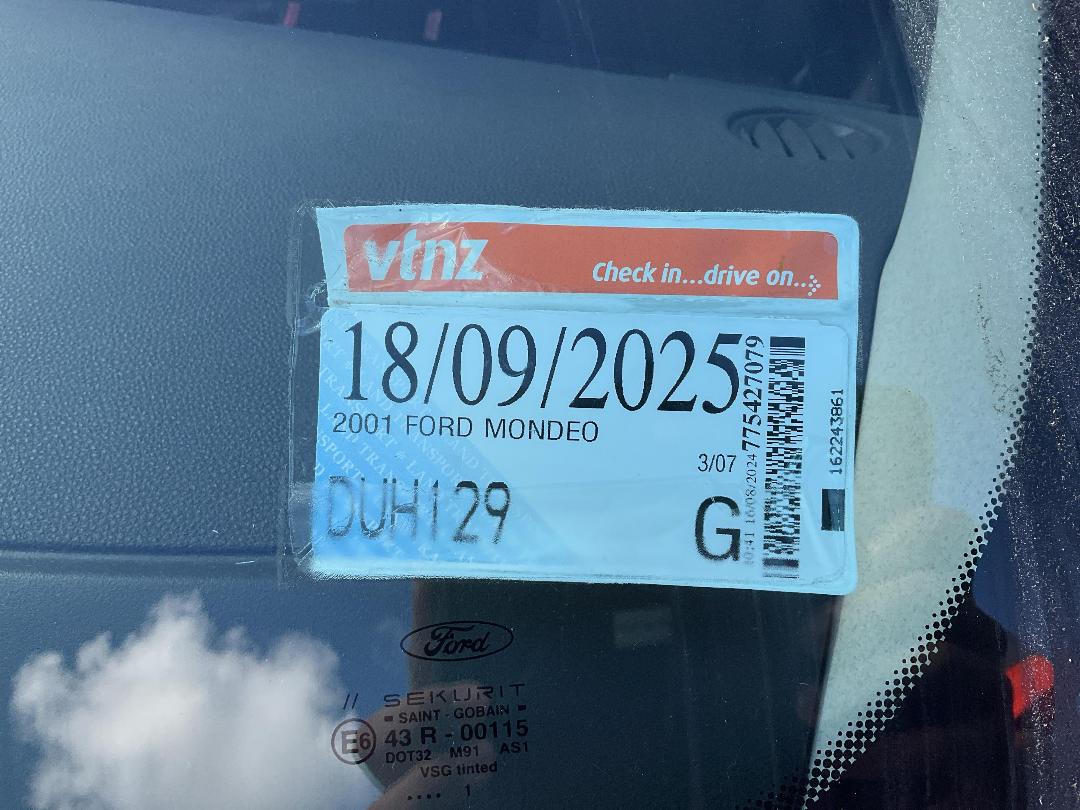 vtnz
Check in...drive on...
18/09/2025
2001 FORD MONDEO
3/07
DUH129
G
7754427079
16/08/2024
162243861
Ford
// SEKURIT
SAINT - GOBAIN
E6 43 R - 00115
DOT32 M91 AS1
VSG tinted
.... 1